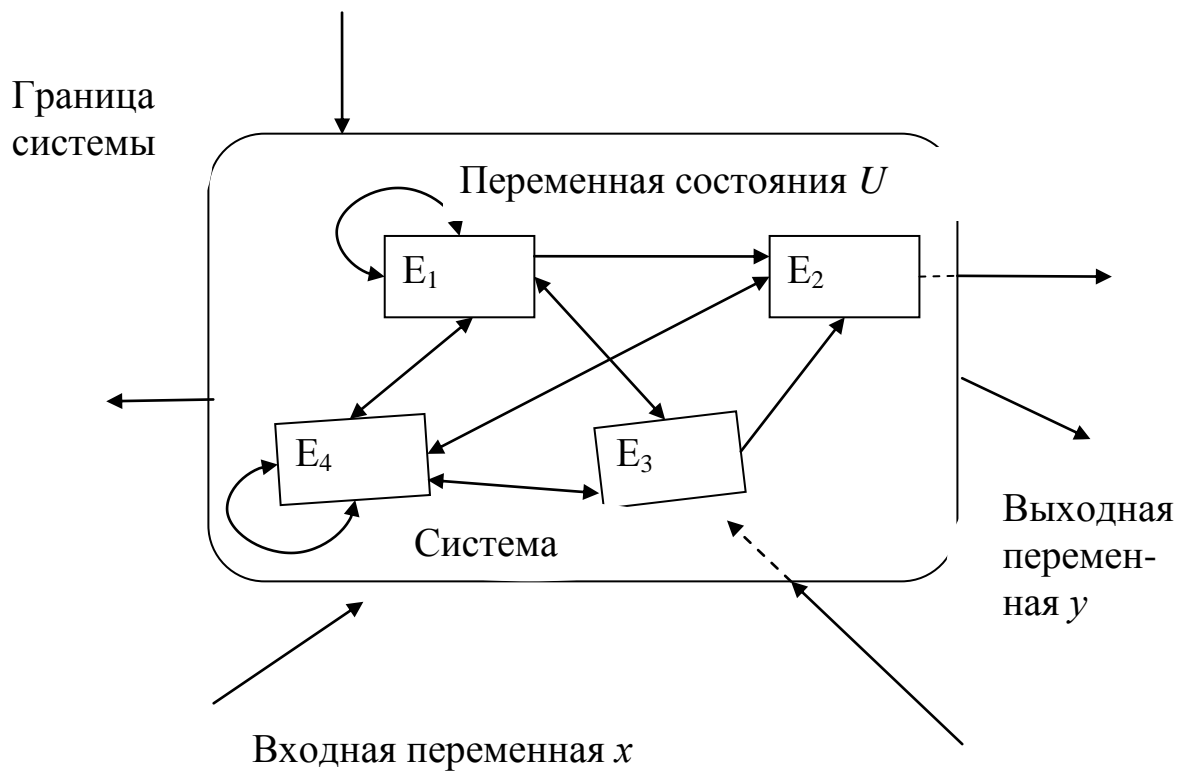 Граница
системы
Переменная состояния U
E₁
E₂
E₄
E₃
Система
Выходная
перемен-
ная y
Входная переменная x